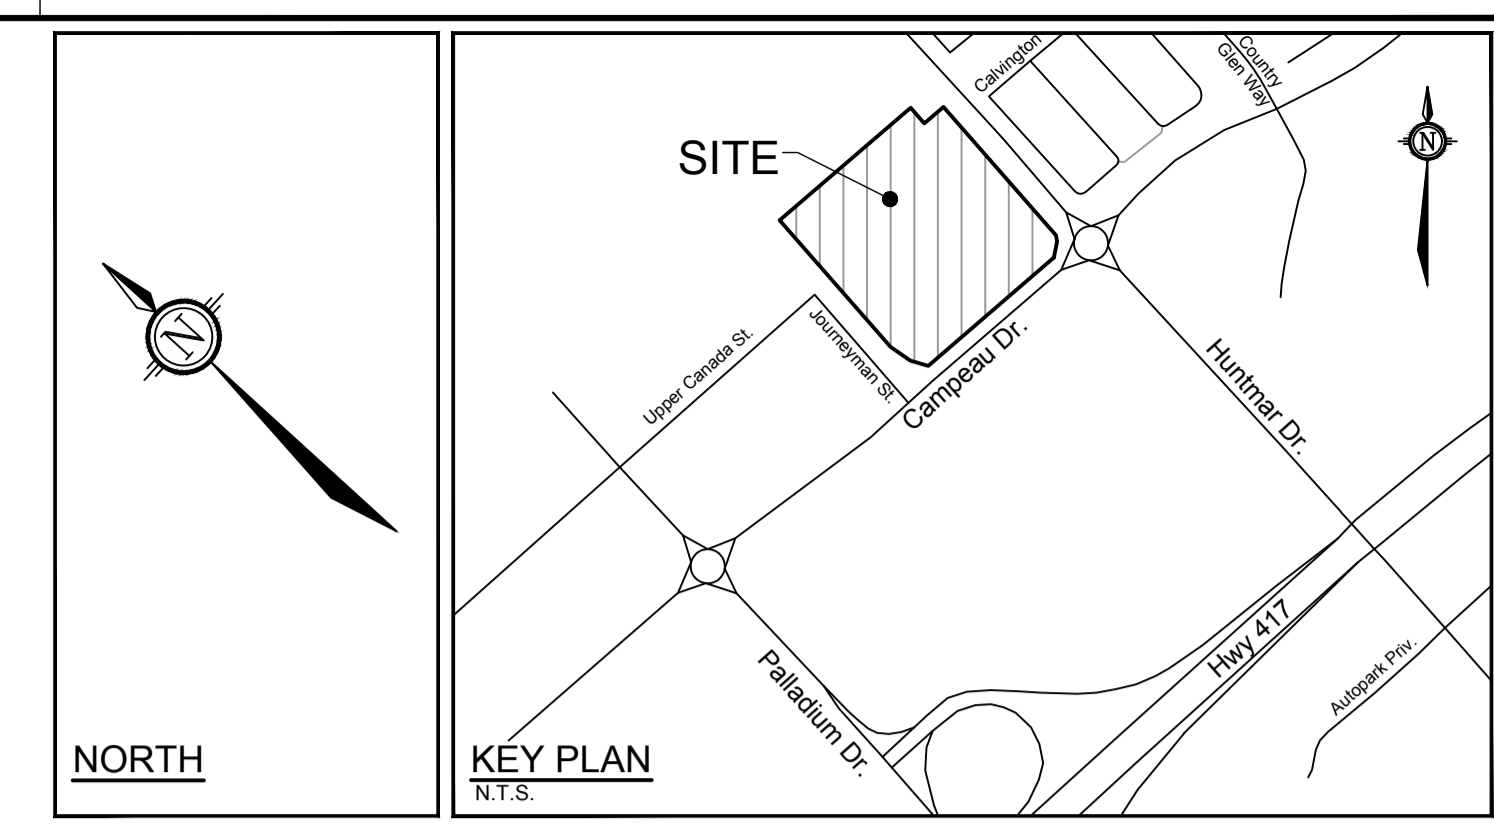 N
NORTH
Calvington
Country
Glen Way
SITE
N
Journeyman St.
Upper Canada St.
Campeau Dr.
Huntmar Dr.
Palladium Dr.
Hwy 417
Autopark Priv.
KEY PLAN
N.T.S.